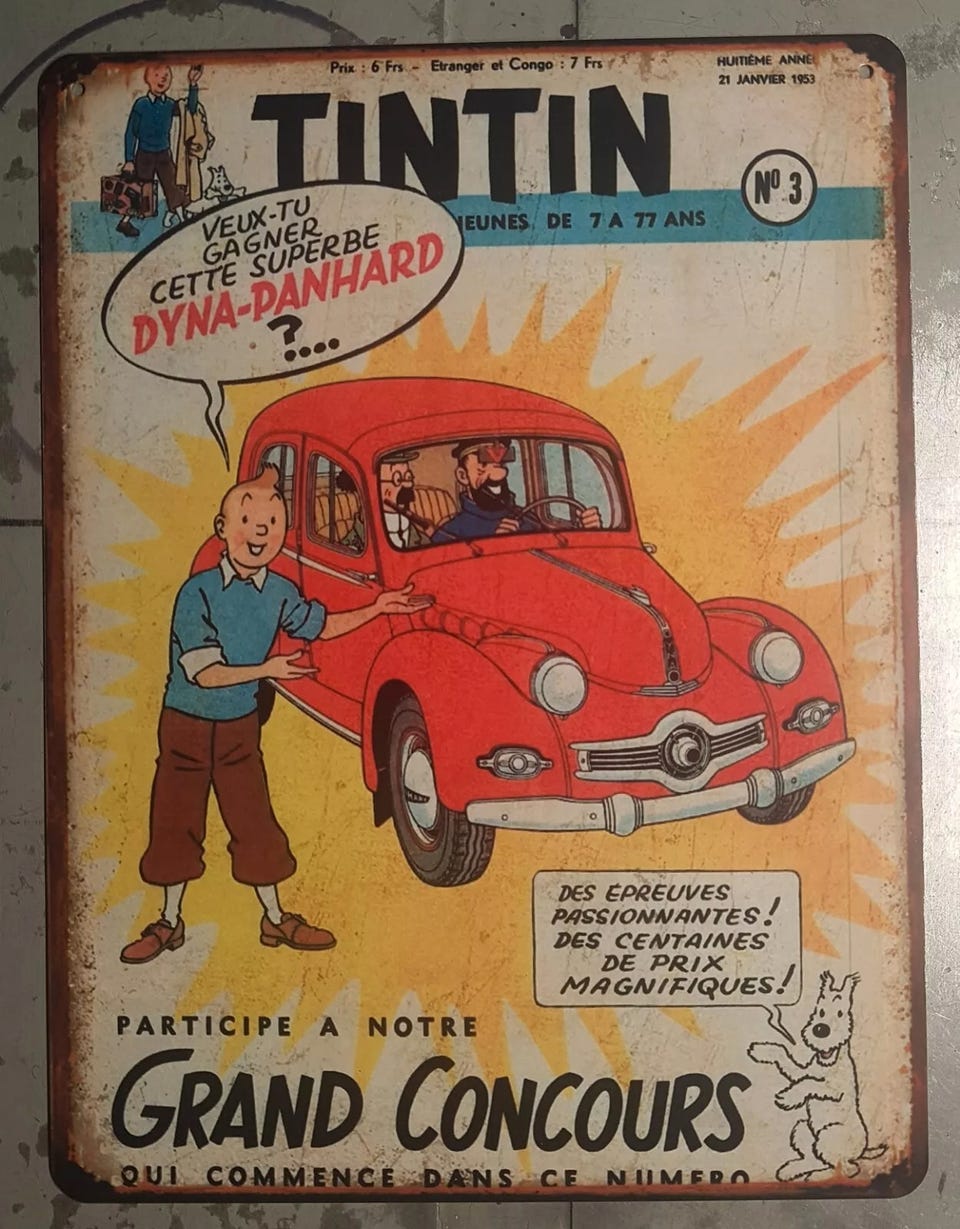 Prix : 6 Frs - Etranger et Congo : 7 Frs
HUITIÈME ANNÉ
21 JANVIER 1953
TINTIN
Nº 3
JEUNES DE 7 A 77 ANS
VEUX-TU
GAGNER
CETTE SUPERBE
DYNA-PANHARD
?....
DES ÉPREUVES
PASSIONNANTES!
DES CENTAINES
DE PRIX
MAGNIFIQUES!
PARTICIPE A NOTRE
GRAND CONCOURS
QUI COMMENCE DANS CE NUMERO